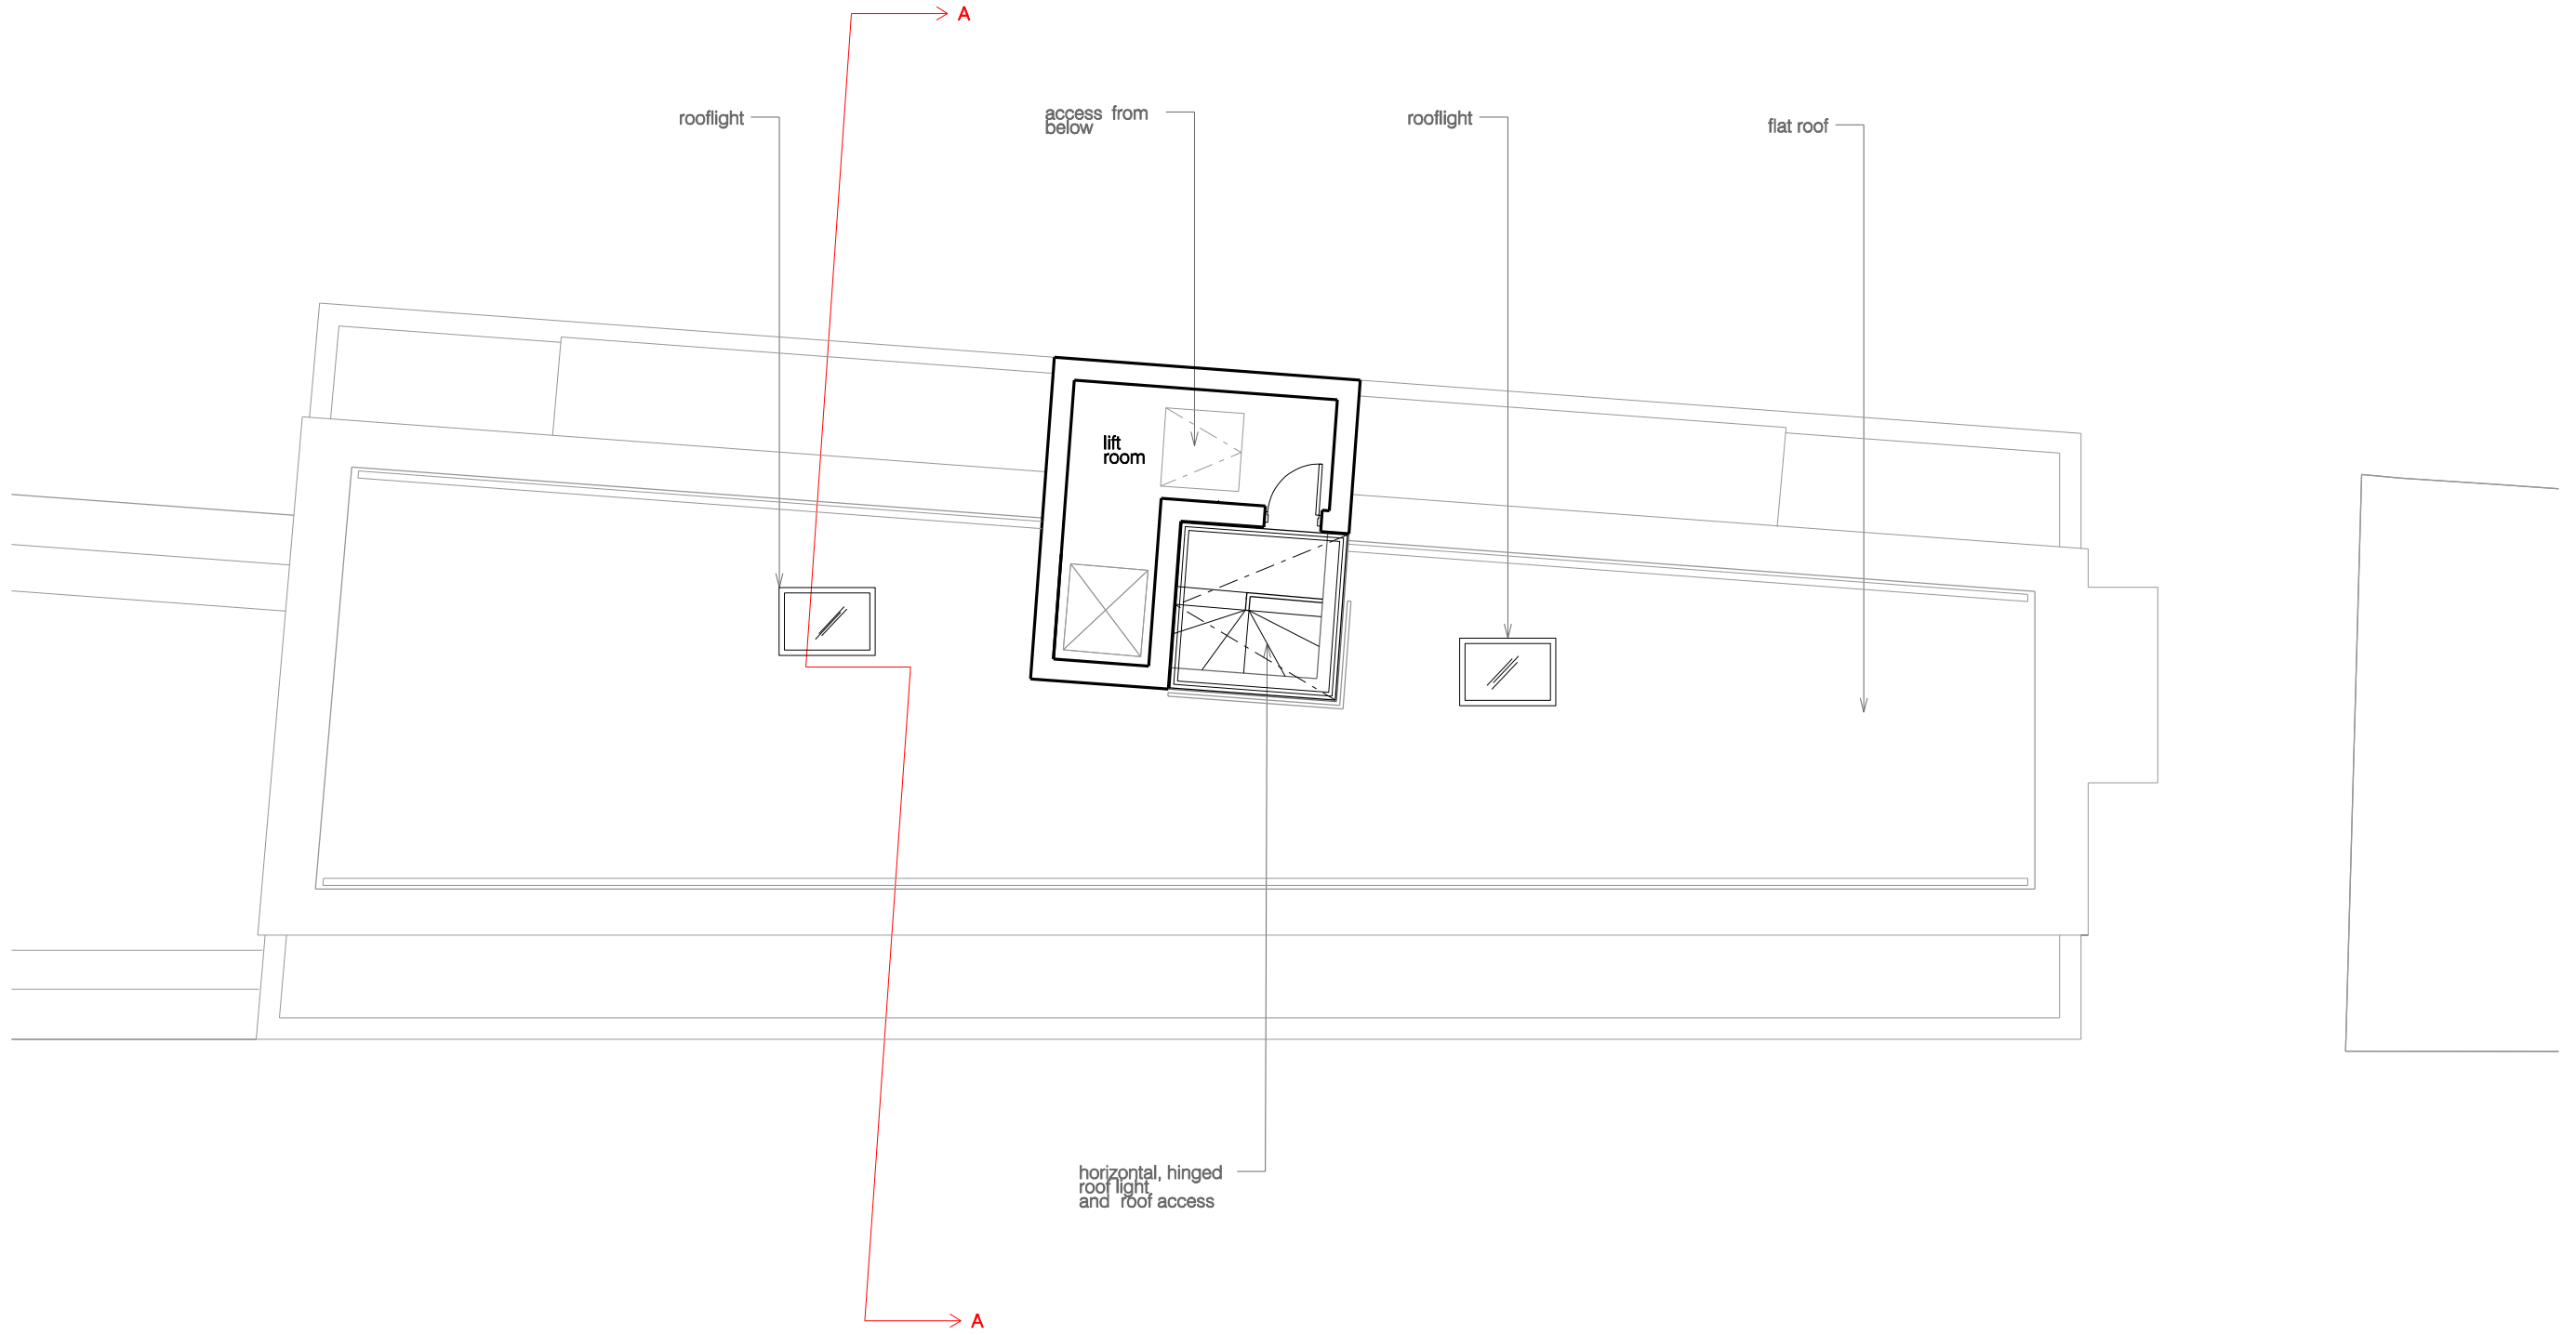 A
rooflight
access from
below
rooflight
flat roof
lift
room
horizontal, hinged
roof light
and roof access
A